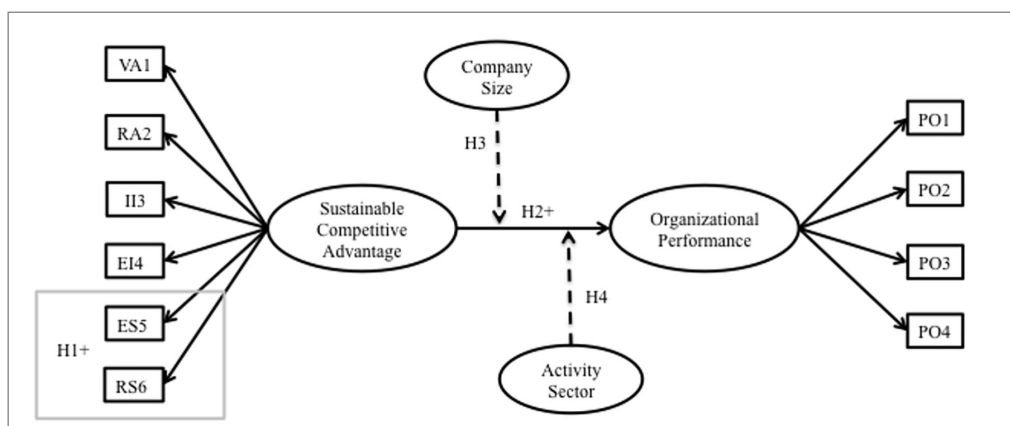 VA1
RA2
II3
EI4
ES5
RS6
H1+
Sustainable
Competitive
Advantage
Company
Size
H3
H2+
H4
Activity
Sector
Organizational
Performance
PO1
PO2
PO3
PO4